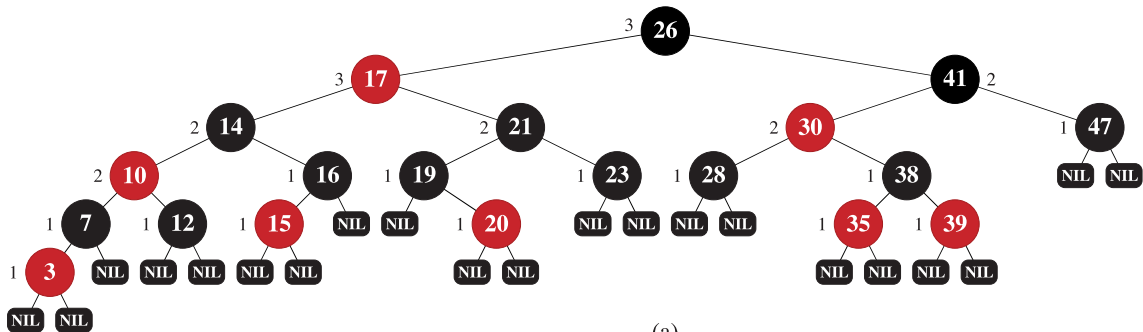 3 26
3 17 41 2
2 14 2 21 2 30 1 47
NIL NIL
2 10 1 16 1 19 1 23 1 28 1 38
1 7 1 12 1 15 NIL NIL 1 20 NIL NIL NIL NIL 1 35 1 39
1 3 NIL NIL NIL NIL NIL NIL NIL NIL NIL NIL NIL
NIL NIL
(a)